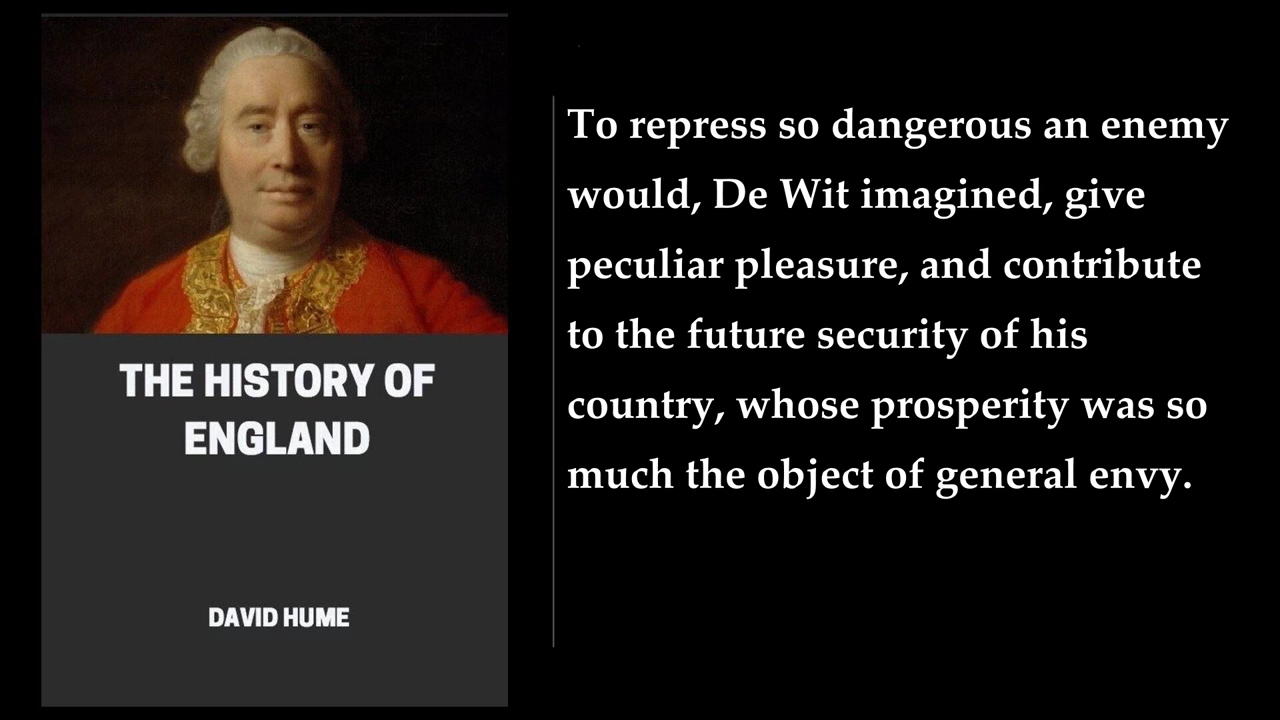 THE HISTORY OF
ENGLAND
DAVID HUME
To repress so dangerous an enemy
would, De Wit imagined, give
peculiar pleasure, and contribute
to the future security of his
country, whose prosperity was so
much the object of general envy.